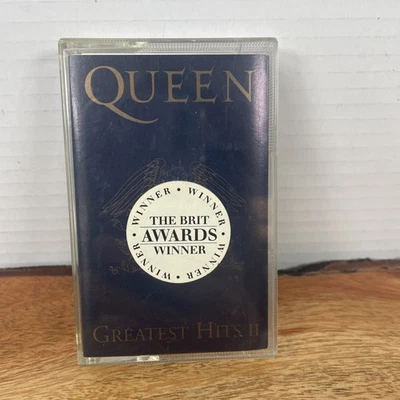 QUEEN
WINNER • WINNER • WINNER • WINNER •
THE BRIT
AWARDS
WINNER
GREATEST HITS II